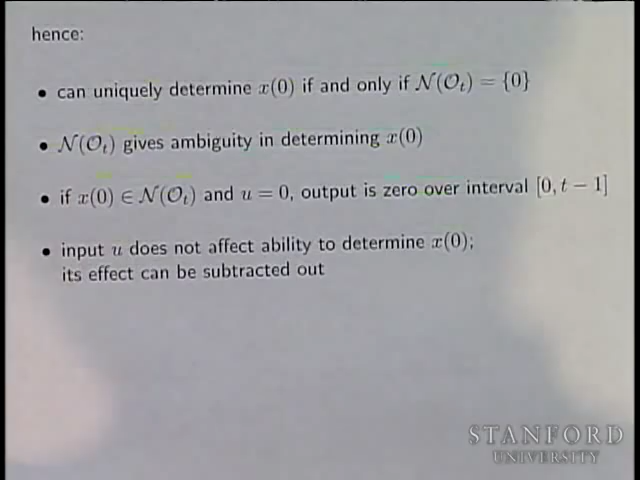 hence:
• can uniquely determine x(0) if and only if 𝒩(𝒪ₜ) = {0}
• 𝒩(𝒪ₜ) gives ambiguity in determining x(0)
• if x(0) ∈ 𝒩(𝒪ₜ) and u = 0, output is zero over interval [0, t − 1]
• input u does not affect ability to determine x(0);
its effect can be subtracted out
STANFORD
UNIVERSITY